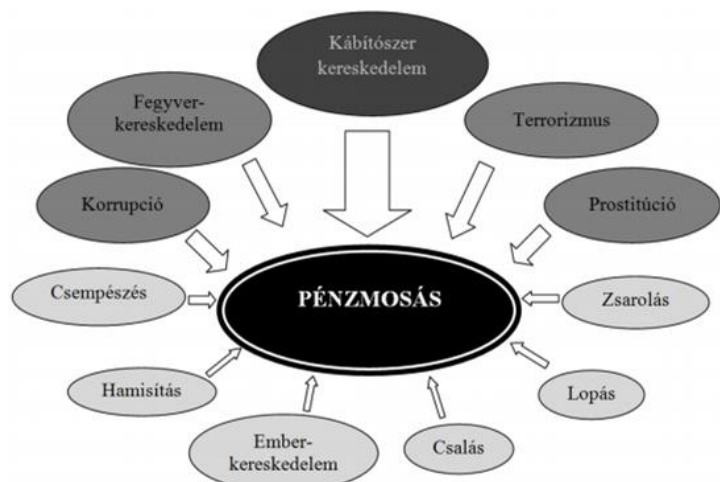 Kábítószer
kereskedelem
Fegyver-
kereskedelem
Terrorizmus
Korrupció
Prostitúció
Csempészés
PÉNZMOSÁS
Zsarolás
Hamisítás
Lopás
Ember-
kereskedelem
Csalás